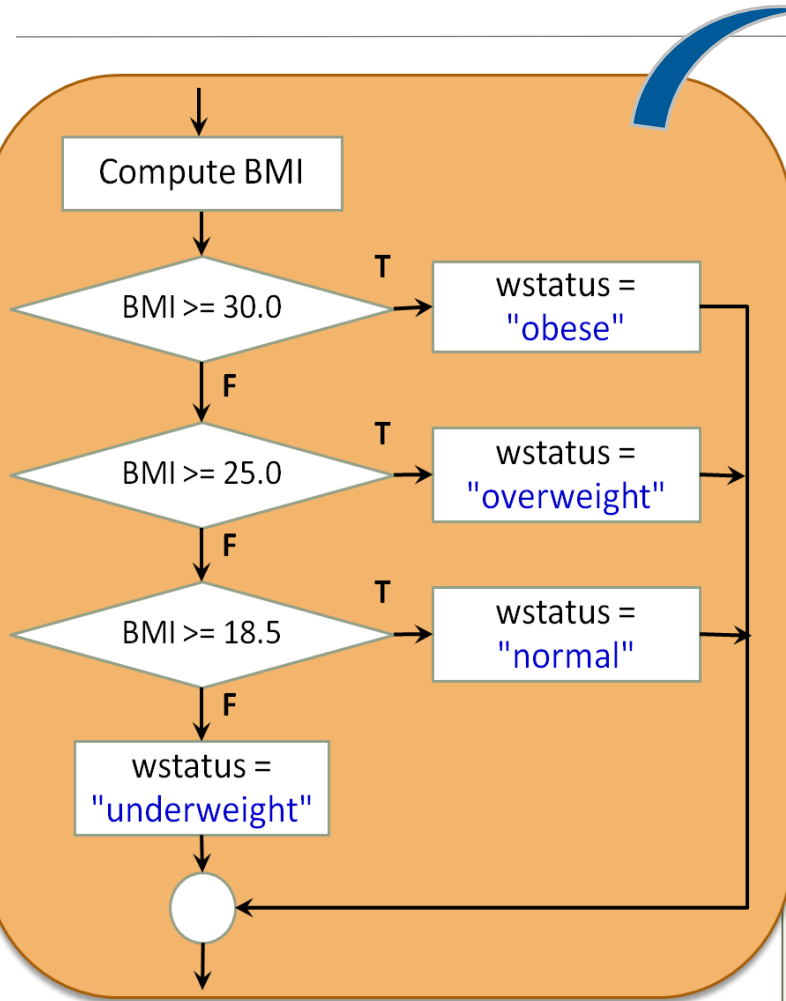 Compute BMI
BMI >= 30.0
T
wstatus =
"obese"
F
BMI >= 25.0
T
wstatus =
"overweight"
F
BMI >= 18.5
T
wstatus =
"normal"
F
wstatus =
"underweight"